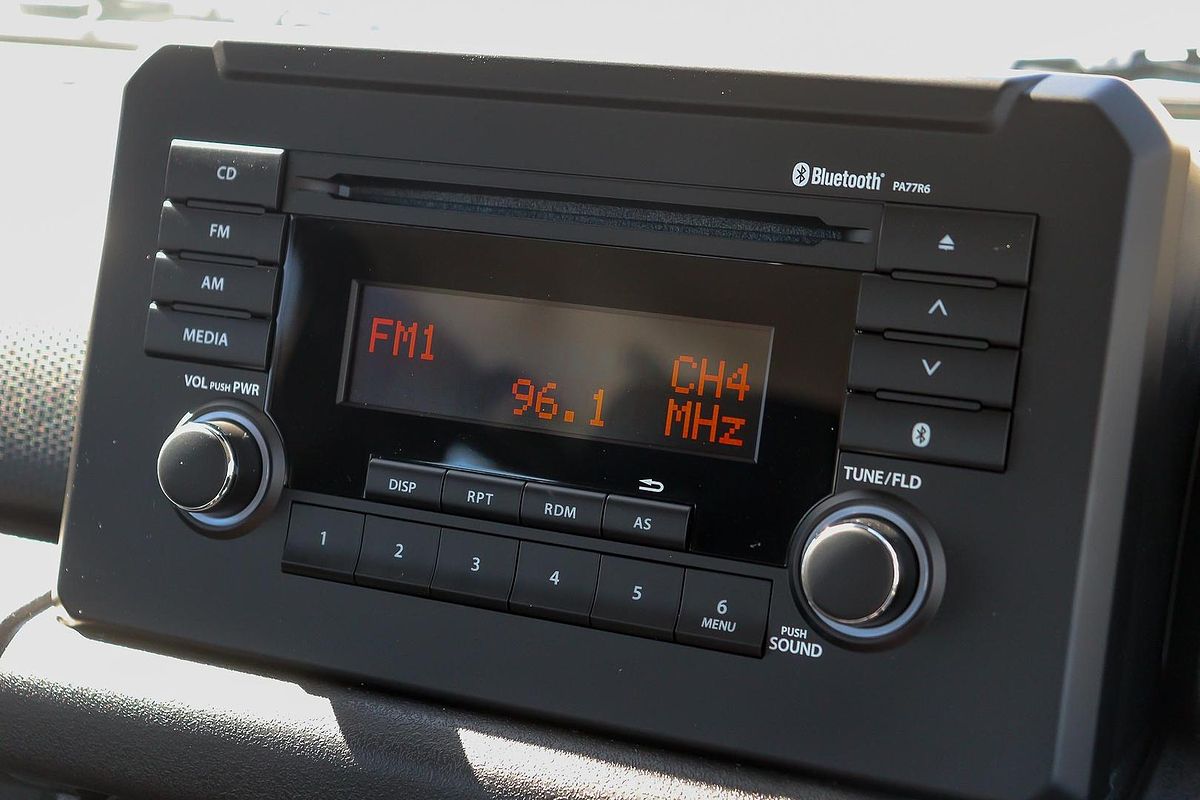 CD
Bluetooth® PA77R6
FM
AM
MEDIA
VOL PUSH PWR
FM1
CH4
96.1 MHz
TUNE/FLD
DISP
RPT
RDM
AS
1
2
3
4
5
6
MENU
PUSH
SOUND